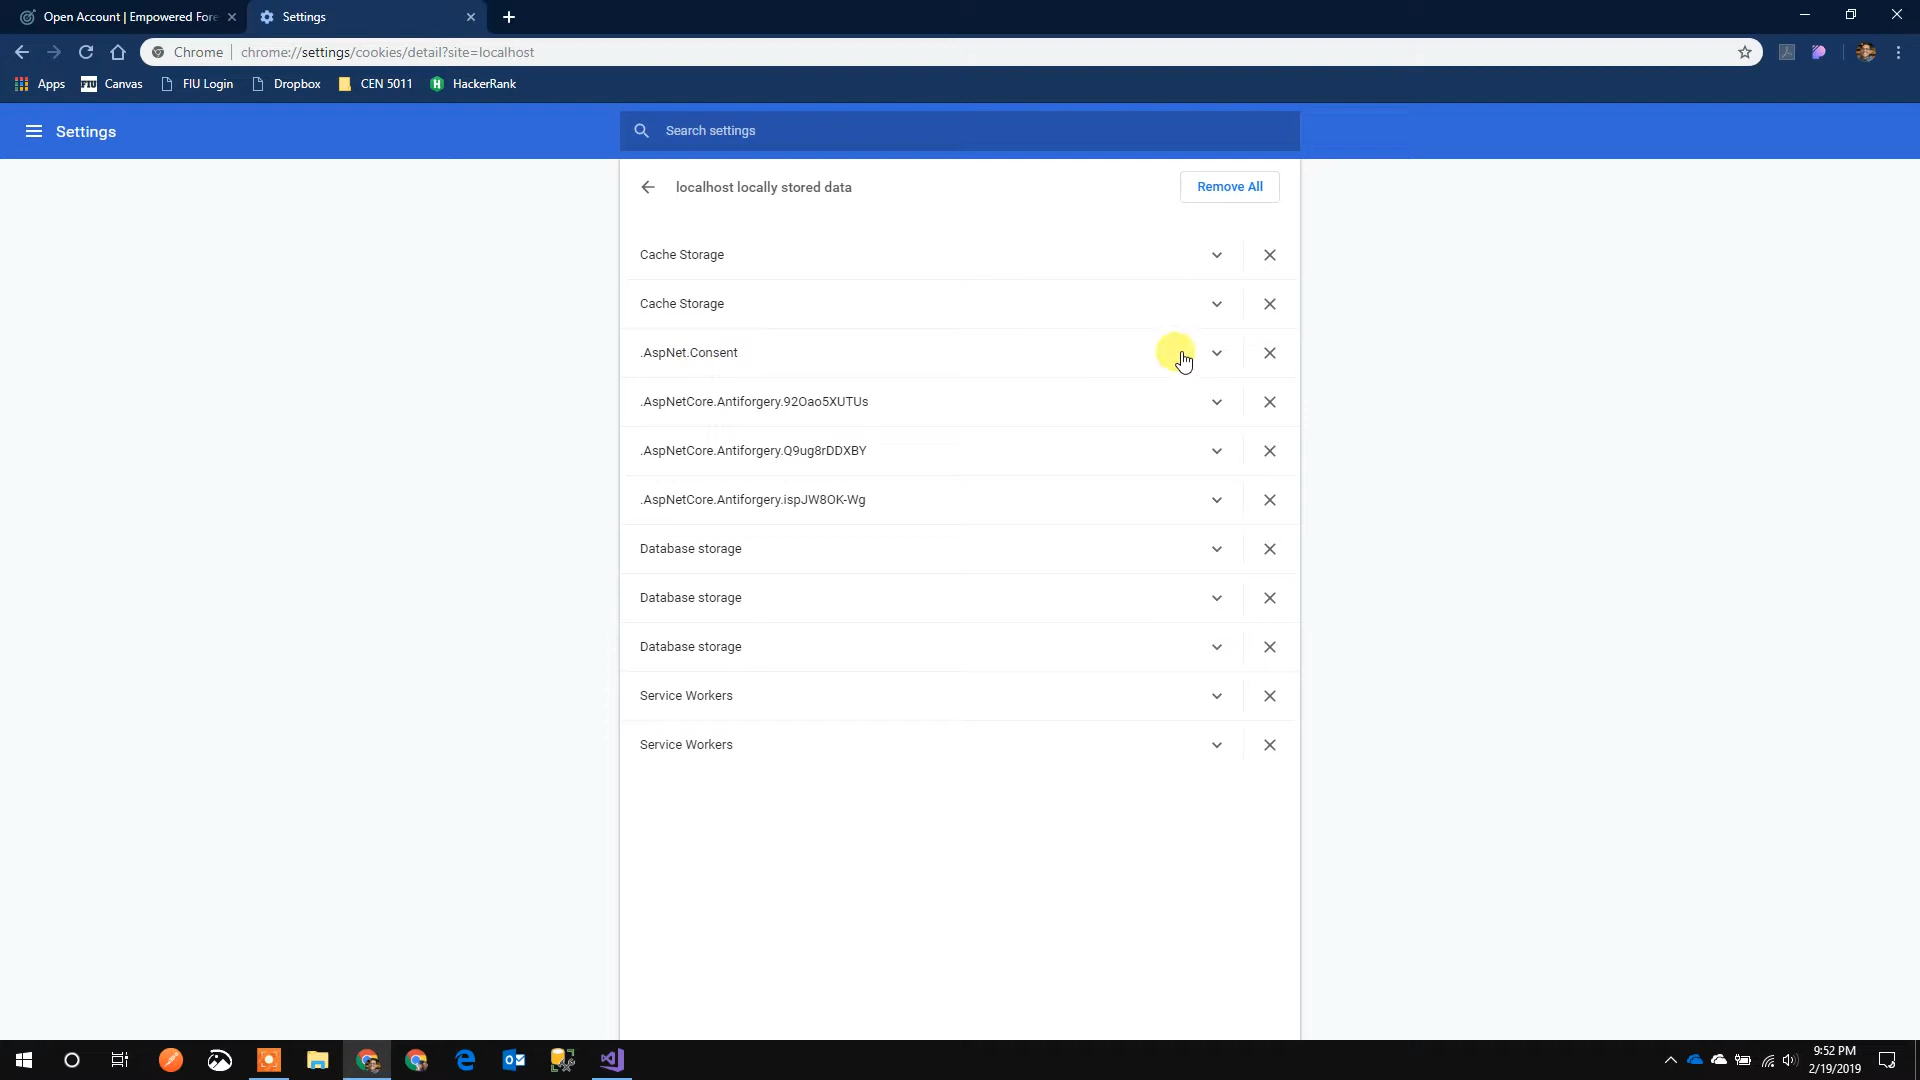 Open Account | Empowered Fore
Settings
Chrome
chrome://settings/cookies/detail?site=localhost
Apps
FIU
Canvas
FIU Login
Dropbox
CEN 5011
HackerRank
Settings
Search settings
localhost locally stored data
Remove All
Cache Storage
Cache Storage
.AspNet.Consent
.AspNetCore.Antiforgery.92Oao5XUTUs
.AspNetCore.Antiforgery.Q9ug8rDDXBY
.AspNetCore.Antiforgery.ispJW8OK-Wg
Database storage
Database storage
Database storage
Service Workers
Service Workers
9:52 PM
2/19/2019